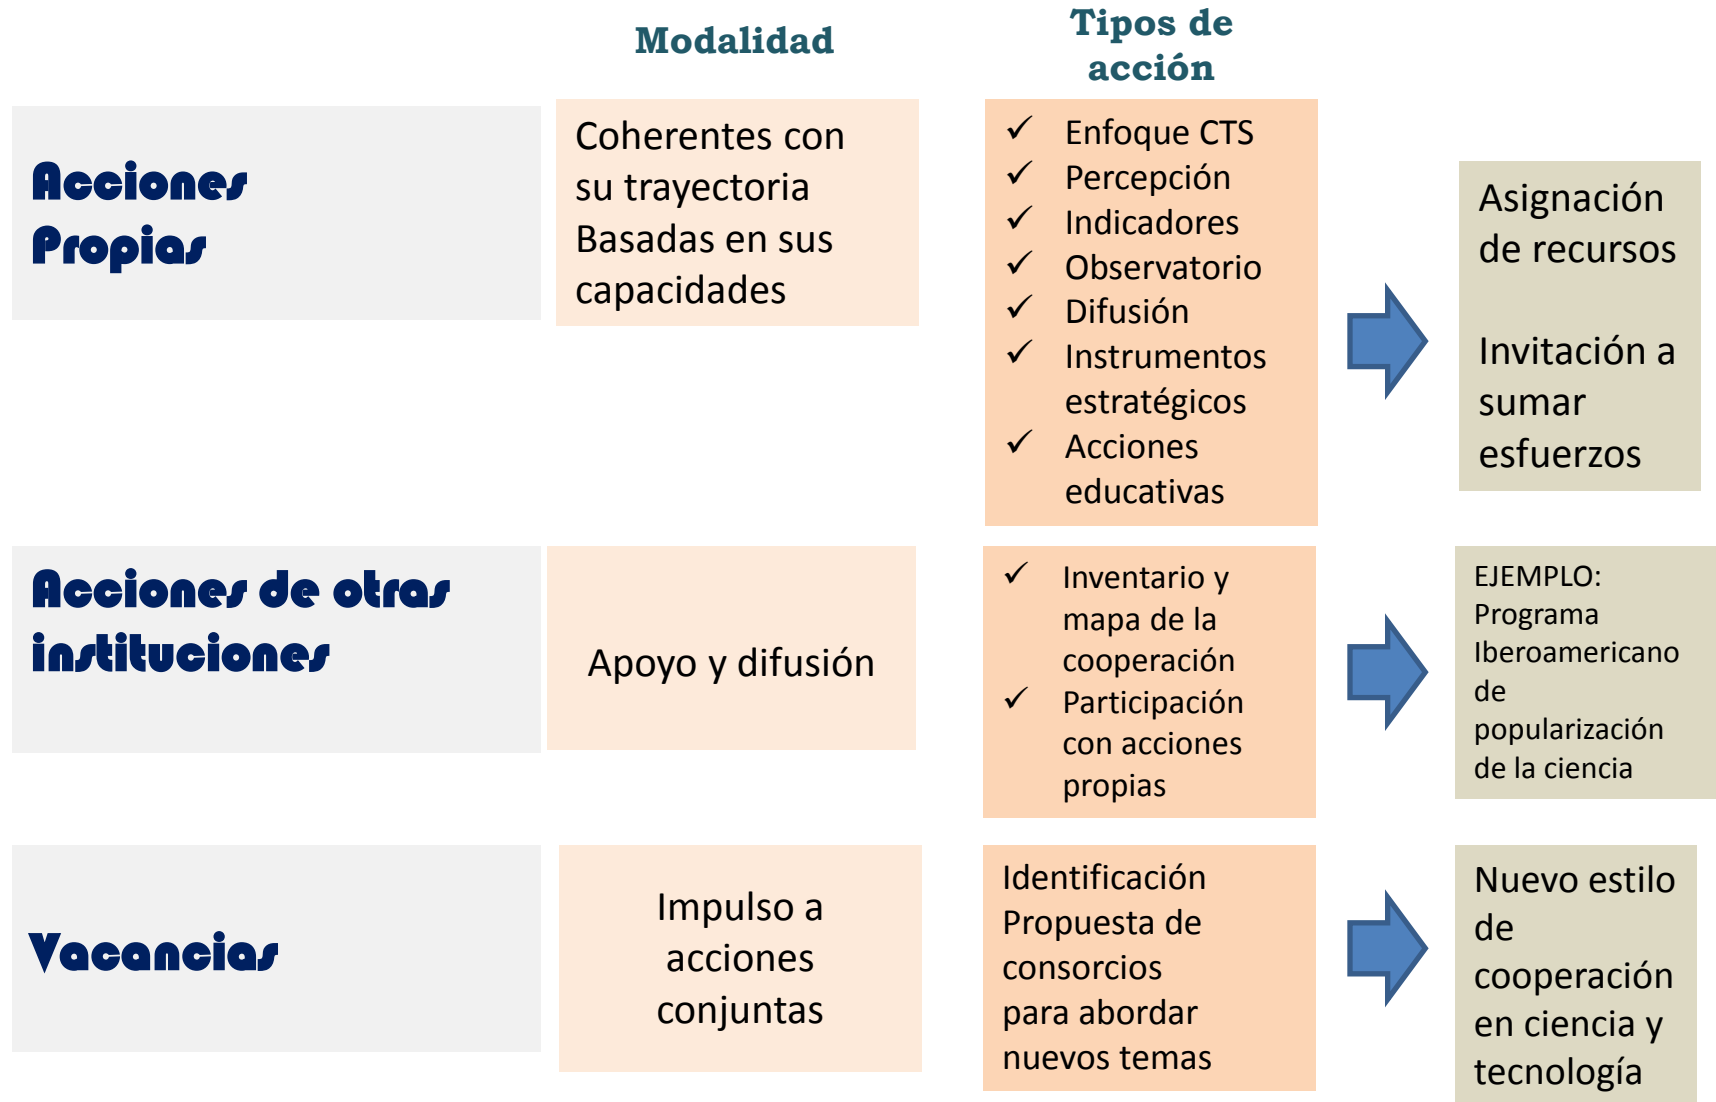 Modalidad
Tipos de
acción
Acciones
Propias
Coherentes con
su trayectoria
Basadas en sus
capacidades
✓ Enfoque CTS
✓ Percepción
✓ Indicadores
✓ Observatorio
✓ Difusión
✓ Instrumentos
estratégicos
✓ Acciones
educativas
Asignación
de recursos
Invitación a
sumar
esfuerzos
Acciones de otras
instituciones
Apoyo y difusión
✓ Inventario y
mapa de la
cooperación
✓ Participación
con acciones
propias
EJEMPLO:
Programa
Iberoamericano
de
popularización
de la ciencia
Vacancias
Impulso a
acciones
conjuntas
Identificación
Propuesta de
consorcios
para abordar
nuevos temas
Nuevo estilo
de
cooperación
en ciencia y
tecnología